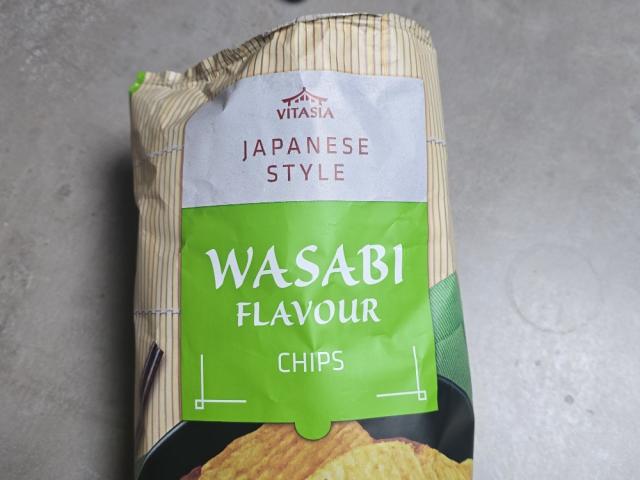 VITASIA
JAPANESE
STYLE
WASABI
FLAVOUR
CHIPS